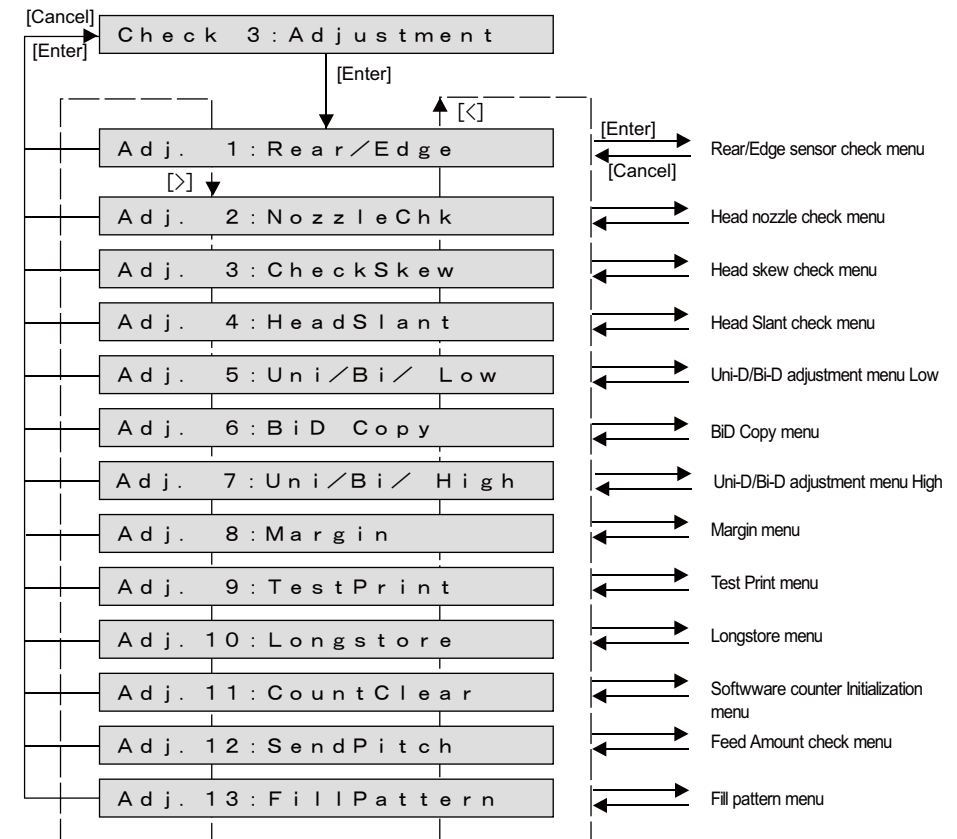 [Cancel]
Check 3:Adjustment
[Enter]
[Enter]
[<]
Adj. 1:Rear/Edge
[Enter]
[Cancel]
Rear/Edge sensor check menu
[>]
Adj. 2:NozzleChk
Head nozzle check menu
Adj. 3:CheckSkew
Head skew check menu
Adj. 4:HeadSlant
Head Slant check menu
Adj. 5:Uni/Bi/ Low
Uni-D/Bi-D adjustment menu Low
Adj. 6:BiD Copy
BiD Copy menu
Adj. 7:Uni/Bi/ High
Uni-D/Bi-D adjustment menu High
Adj. 8:Margin
Margin menu
Adj. 9:TestPrint
Test Print menu
Adj. 10:Longstore
Longstore menu
Adj. 11:CountClear
Softwware counter Initialization
menu
Adj. 12:SendPitch
Feed Amount check menu
Adj. 13:FillPattern
Fill pattern menu